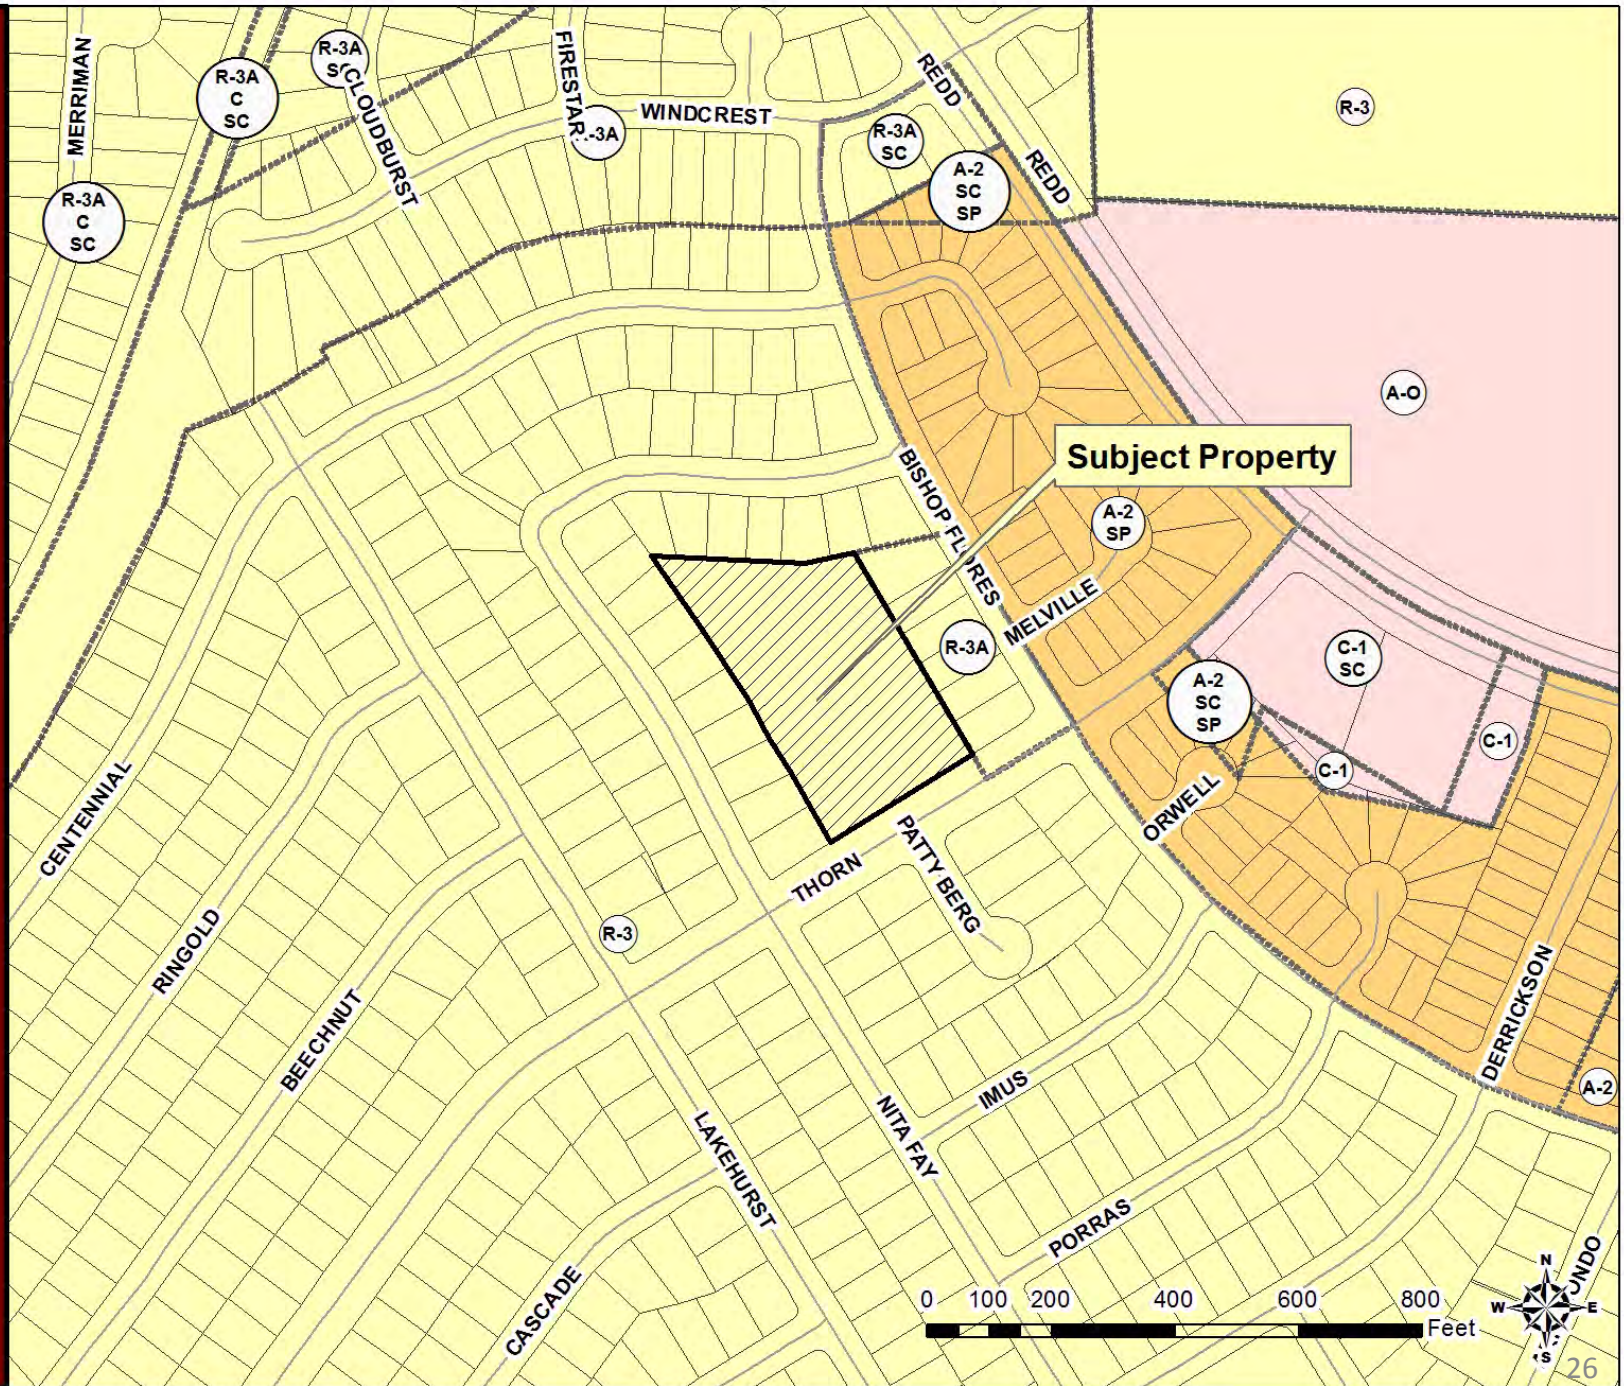 MERRIMAN
R-3A
C
SC
R-3A
CLOUDBURST
FIRESTAR
WINDCREST
REDD
R-3
R-3A
C
SC
R-3A
SC
A-2
SC
SP
REDD
A-O
Subject Property
BISHOP FLORES
A-2
SP
MELVILLE
R-3A
C-1
SC
A-2
SC
SP
C-1
C-1
ORWELL
CENTENNIAL
THORN
PATTY BERG
RINGOLD
R-3
BEECHNUT
DERRICKSON
A-2
IMUS
NITA FAY
LAKEHURST
PORRAS
CASCADE
0 100 200 400 600 800
Feet
N
W E
S
26